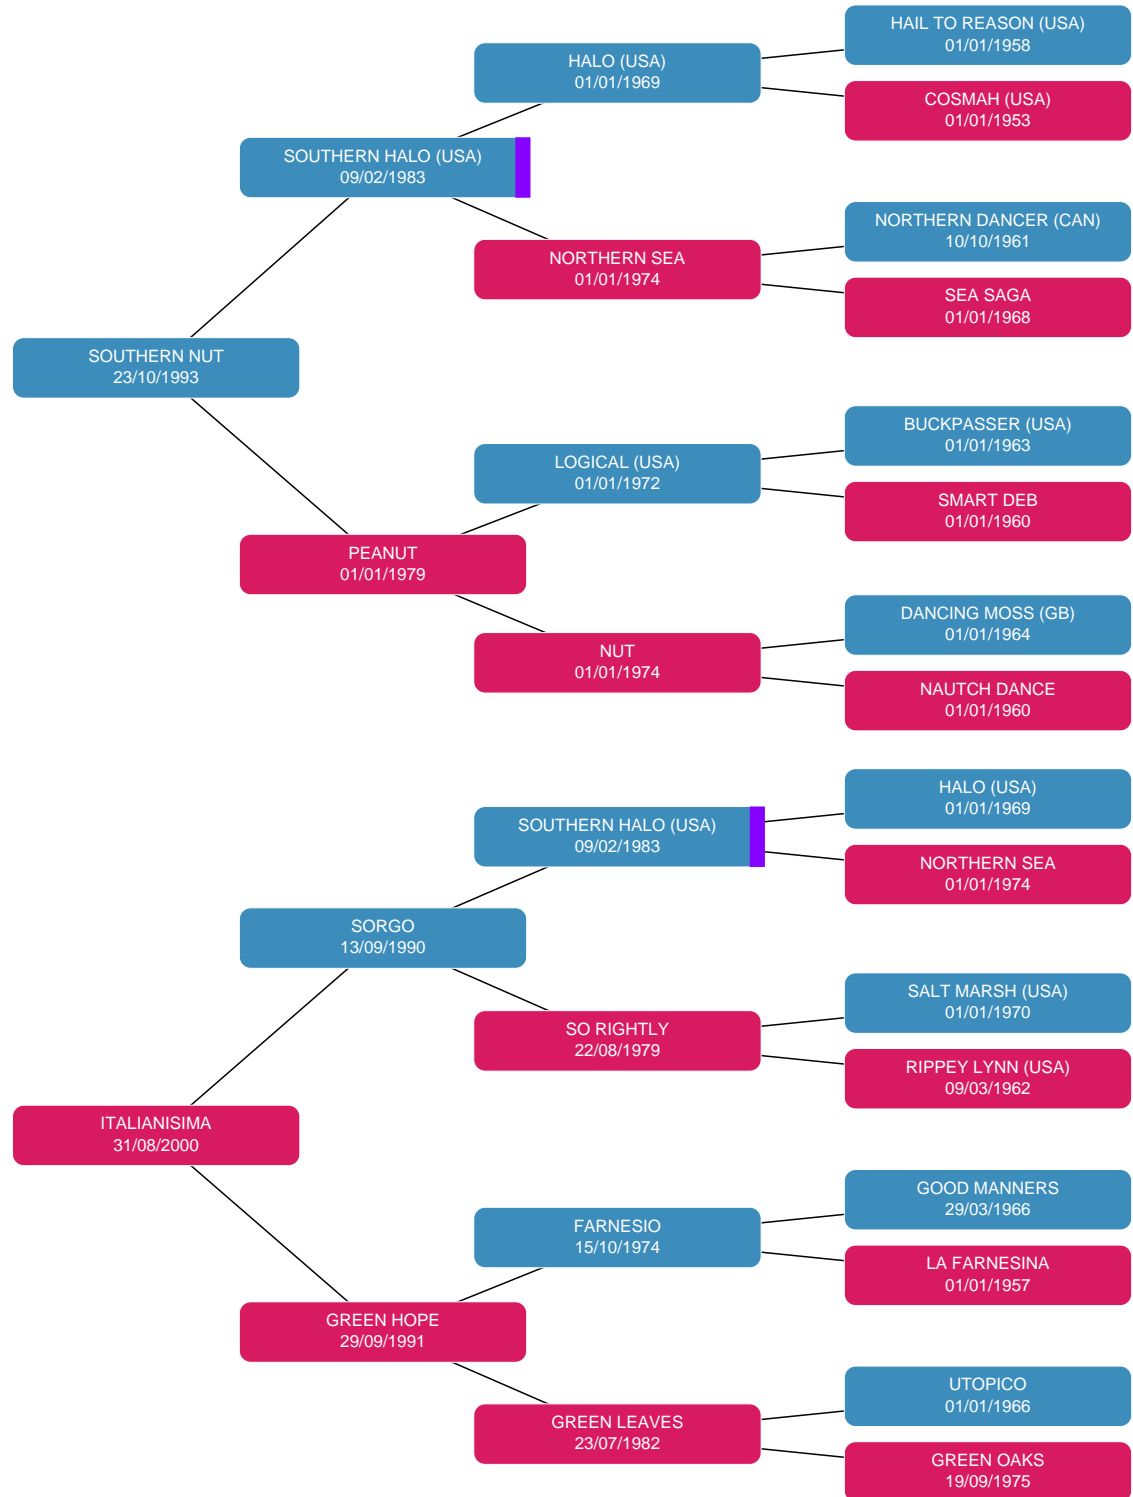 HAIL TO REASON (USA)
01/01/1958
HALO (USA)
01/01/1969
COSMAH (USA)
01/01/1953
SOUTHERN HALO (USA)
09/02/1983
NORTHERN DANCER (CAN)
10/10/1961
NORTHERN SEA
01/01/1974
SEA SAGA
01/01/1968
SOUTHERN NUT
23/10/1993
BUCKPASSER (USA)
01/01/1963
LOGICAL (USA)
01/01/1972
SMART DEB
01/01/1960
PEANUT
01/01/1979
DANCING MOSS (GB)
01/01/1964
NUT
01/01/1974
NAUTCH DANCE
01/01/1960
HALO (USA)
01/01/1969
SOUTHERN HALO (USA)
09/02/1983
NORTHERN SEA
01/01/1974
SORGO
13/09/1990
SALT MARSH (USA)
01/01/1970
SO RIGHTLY
22/08/1979
RIPPEY LYNN (USA)
09/03/1962
ITALIANISIMA
31/08/2000
GOOD MANNERS
29/03/1966
FARNESIO
15/10/1974
LA FARNESINA
01/01/1957
GREEN HOPE
29/09/1991
UTOPICO
01/01/1966
GREEN LEAVES
23/07/1982
GREEN OAKS
19/09/1975